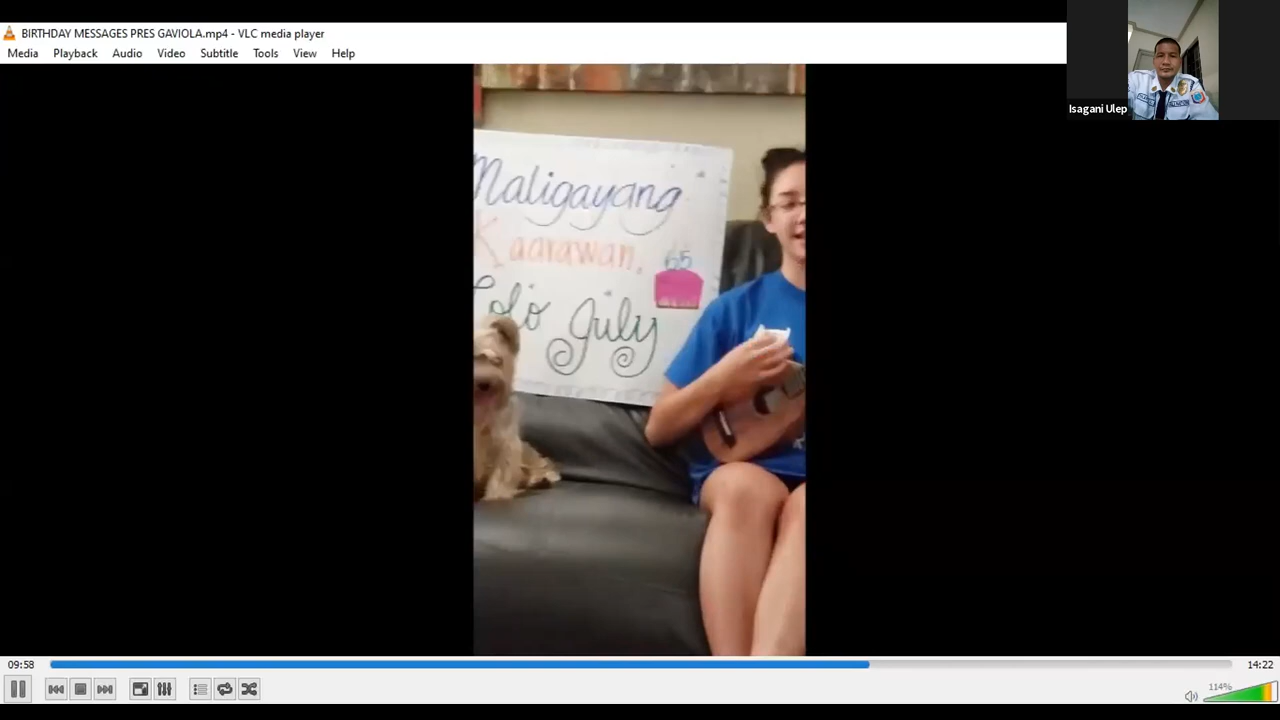 BIRTHDAY MESSAGES PRES GAVIOLA.mp4 - VLC media player
Media Playback Audio Video Subtitle Tools View Help
Isagani Ulep
Maligayang
Kaarawan,
65
Lolo July
09:58
14:22
114%